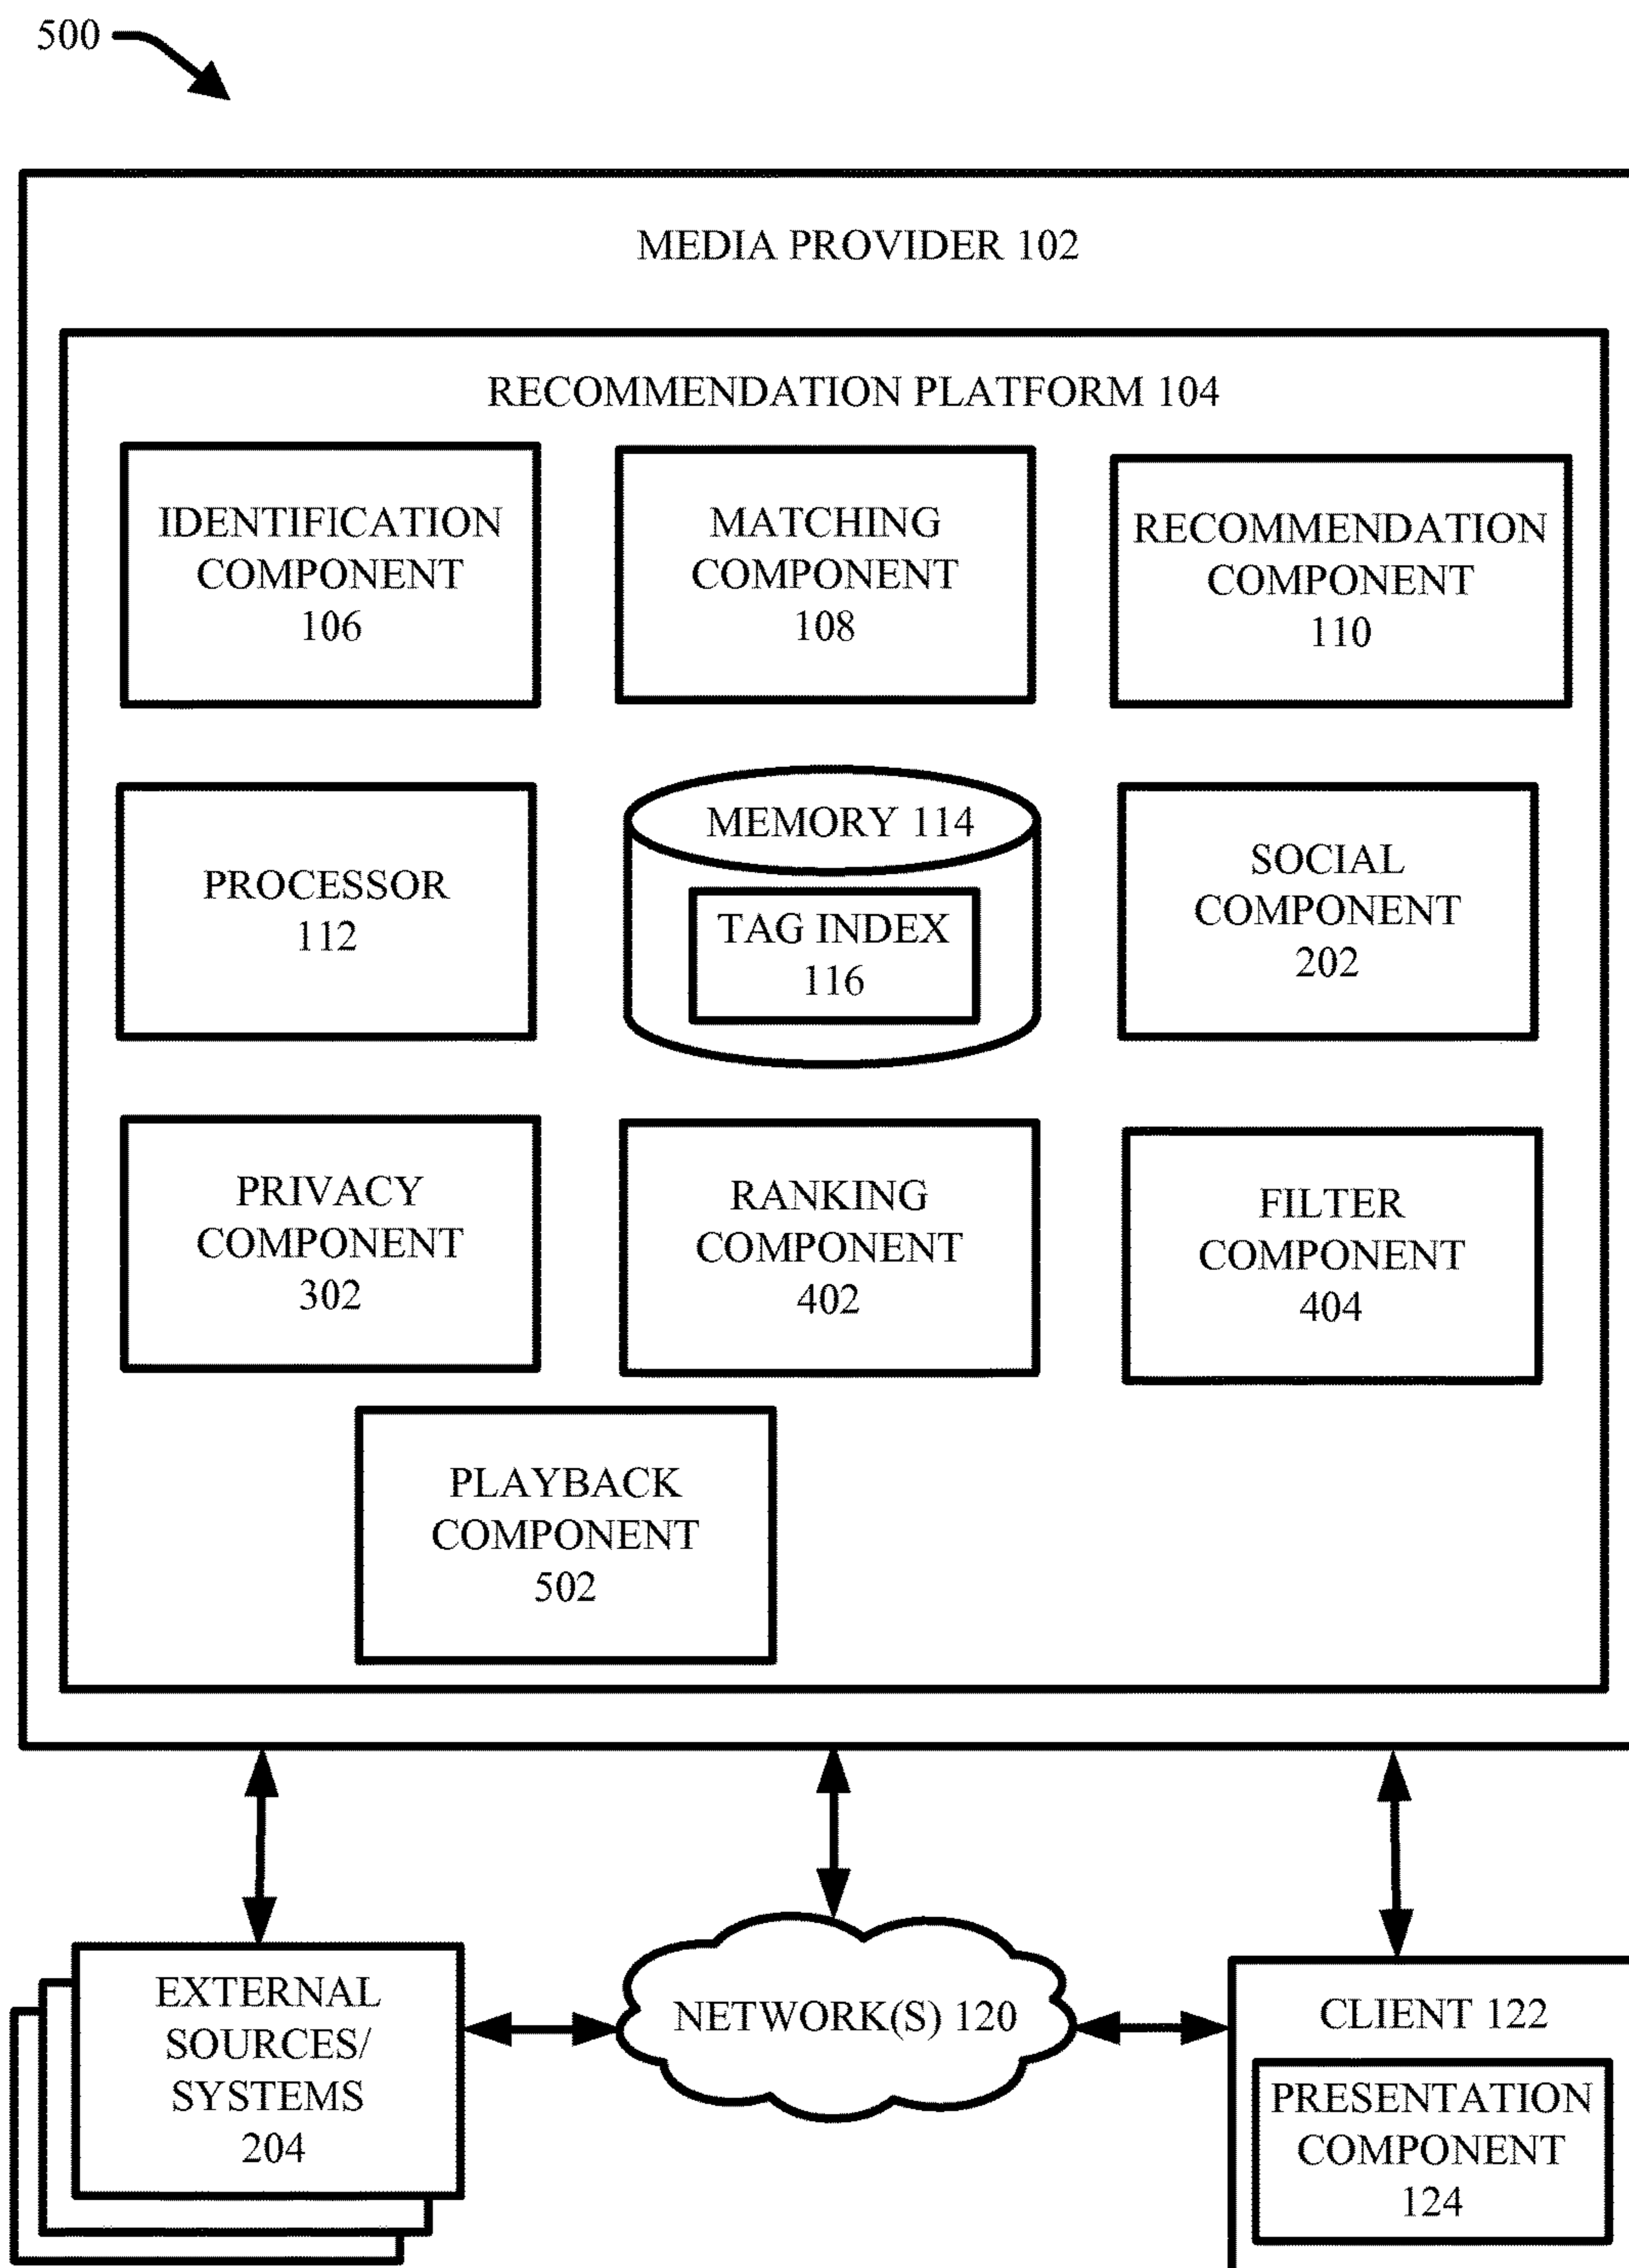 500
MEDIA PROVIDER 102
RECOMMENDATION PLATFORM 104
IDENTIFICATION
COMPONENT
106
MATCHING
COMPONENT
108
RECOMMENDATION
COMPONENT
110
PROCESSOR
112
MEMORY 114
TAG INDEX
116
SOCIAL
COMPONENT
202
PRIVACY
COMPONENT
302
RANKING
COMPONENT
402
FILTER
COMPONENT
404
PLAYBACK
COMPONENT
502
EXTERNAL
SOURCES/
SYSTEMS
204
NETWORK(S) 120
CLIENT 122
PRESENTATION
COMPONENT
124